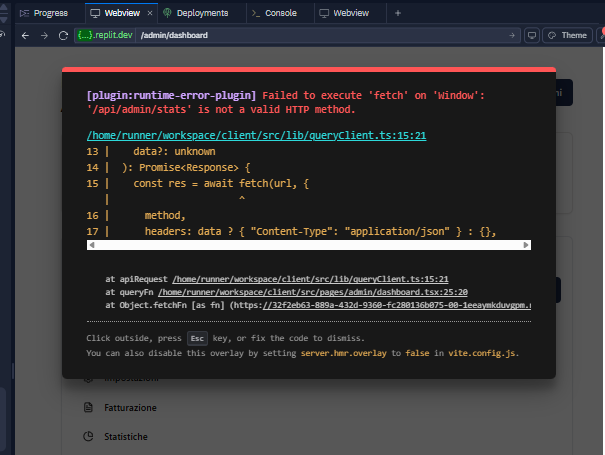 Progress Webview × Deployments Console Webview +
{...}.replit.dev /admin/dashboard Theme
[plugin:runtime-error-plugin] Failed to execute 'fetch' on 'Window':
'/api/admin/stats' is not a valid HTTP method.
/home/runner/workspace/client/src/lib/queryClient.ts:15:21
13 | data?: unknown
14 | ): Promise<Response> {
15 | const res = await fetch(url, {
| ^
16 | method,
17 | headers: data ? { "Content-Type": "application/json" } : {},
at apiRequest /home/runner/workspace/client/src/lib/queryClient.ts:15:21
at queryFn /home/runner/workspace/client/src/pages/admin/dashboard.tsx:25:20
at Object.fetchFn [as fn] (https://32f2eb63-889a-432d-9360-fc280136b075-00-1eeaymkduvgpm.
Click outside, press Esc key, or fix the code to dismiss.
You can also disable this overlay by setting server.hmr.overlay to false in vite.config.js.
Impostazioni
Fatturazione
Statistiche